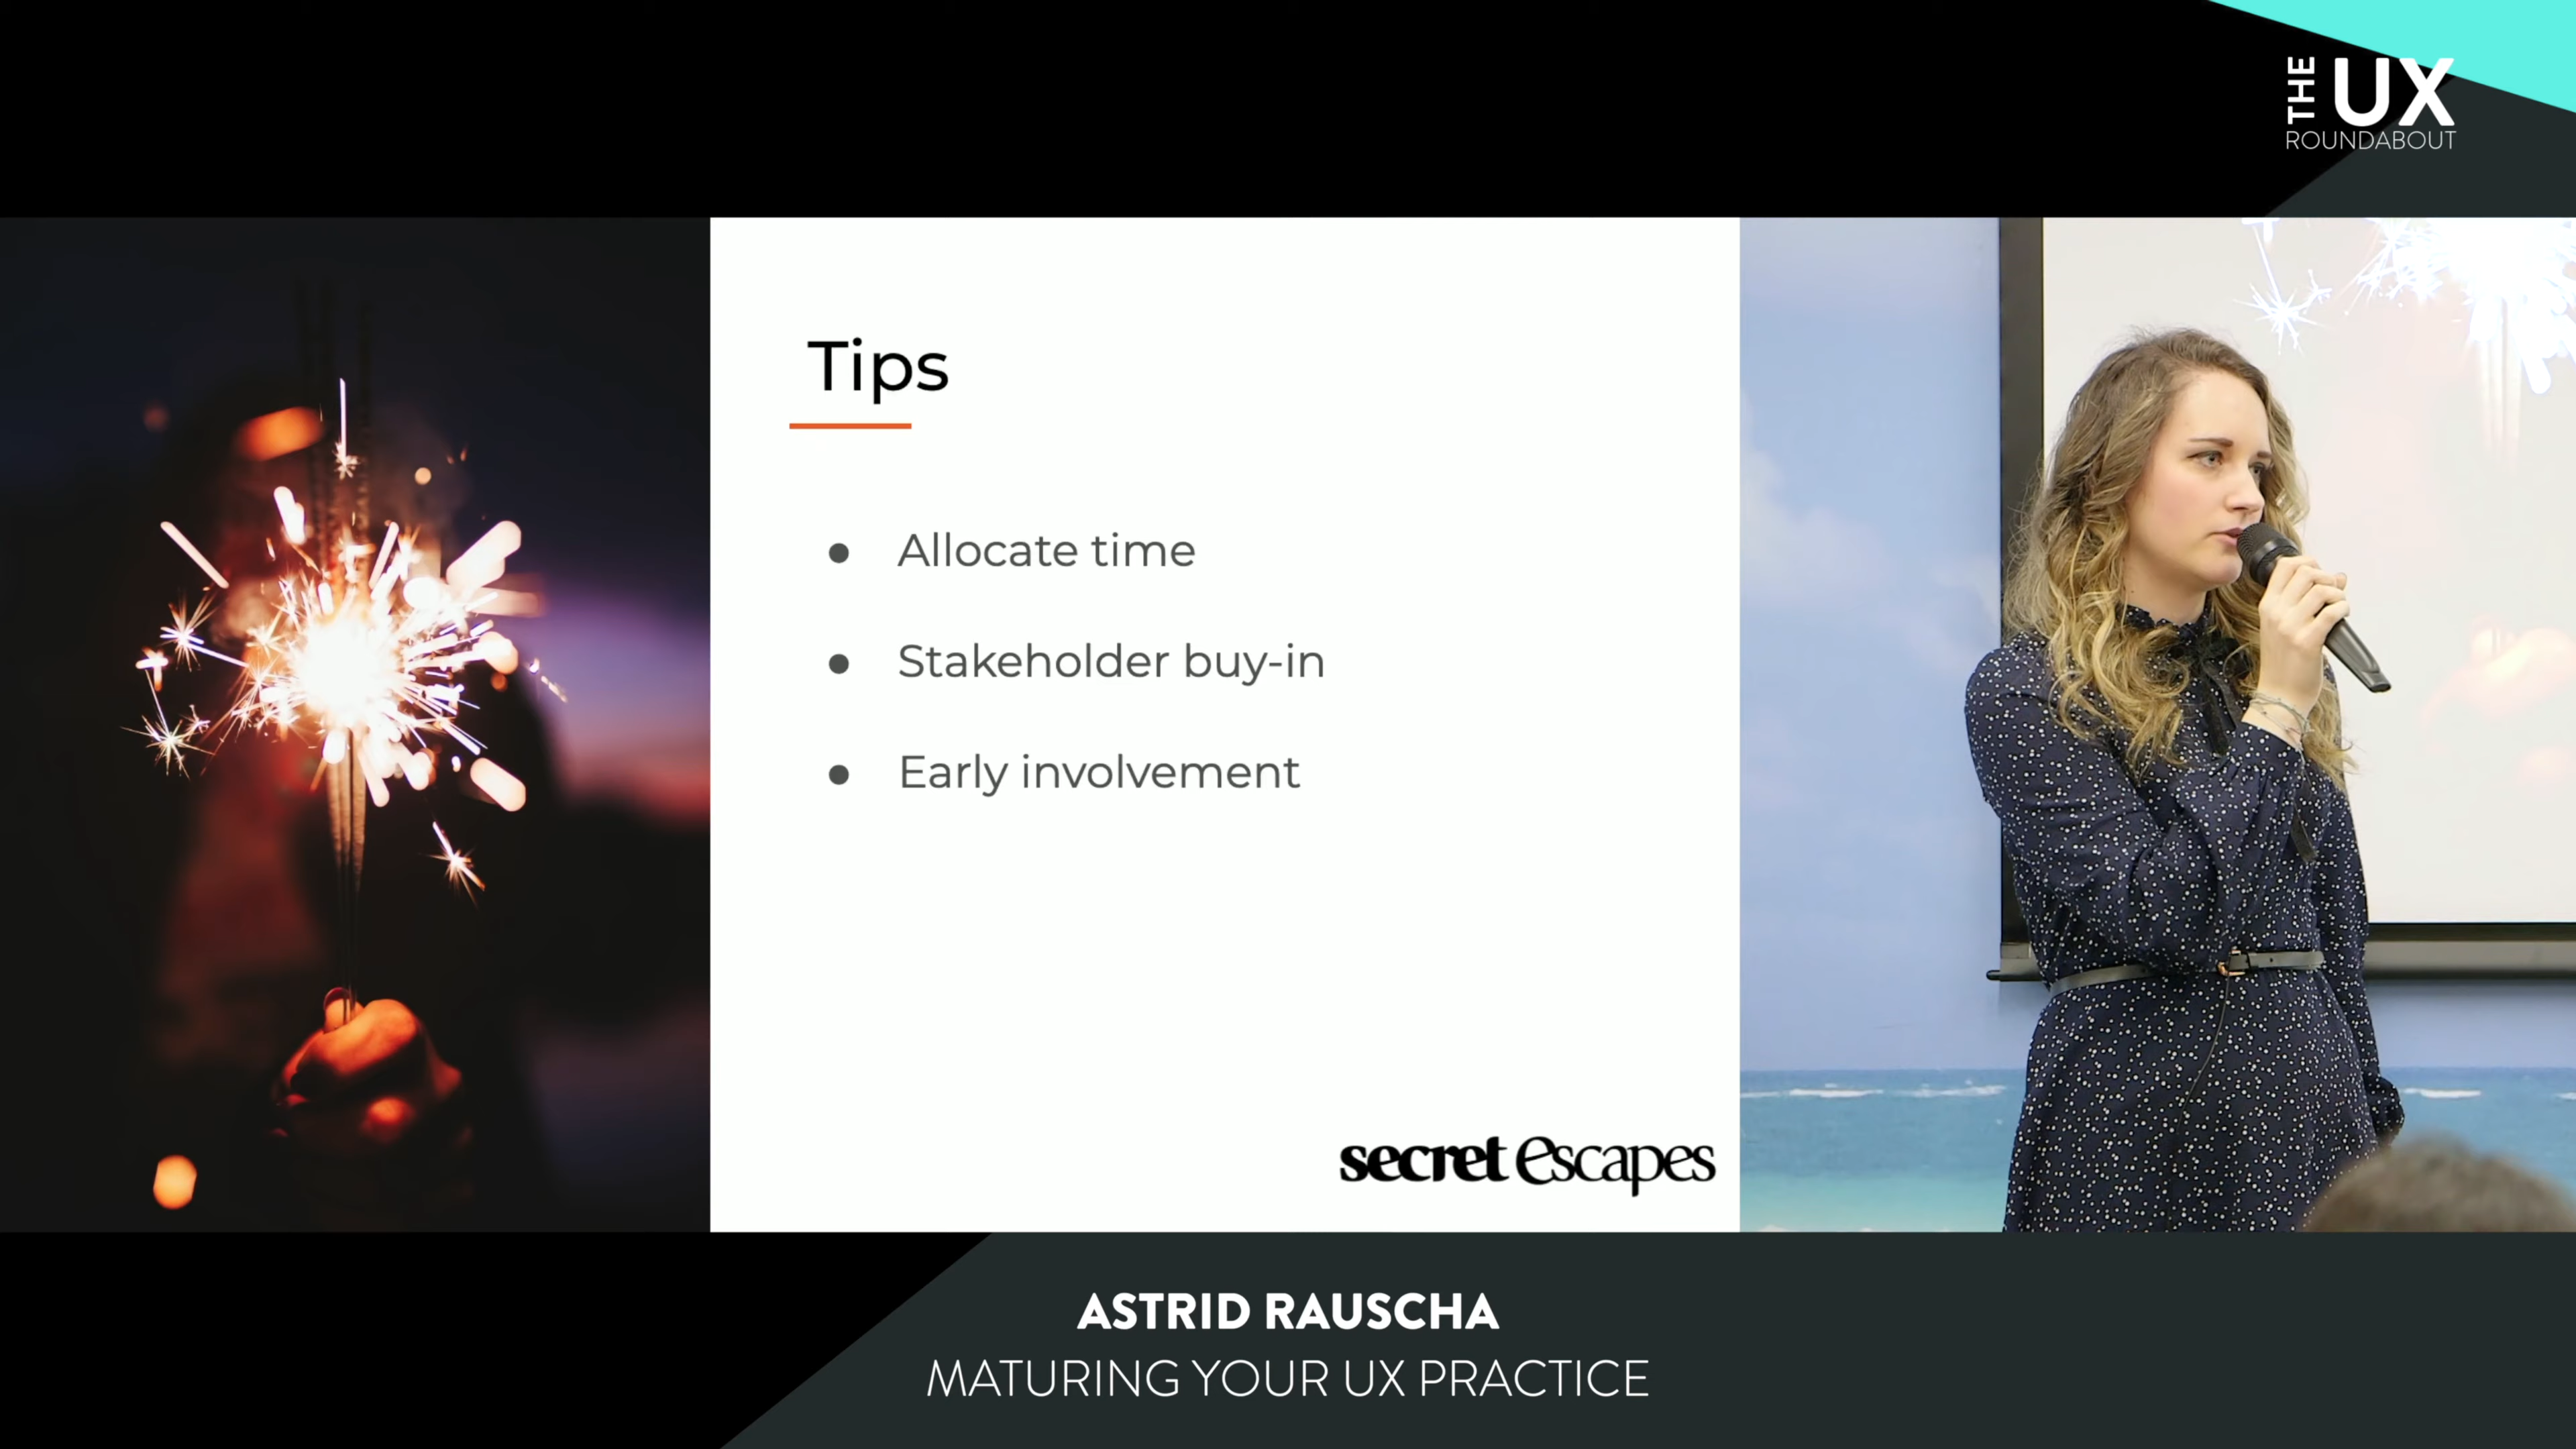 THE UX
ROUNDABOUT
Tips
● Allocate time
● Stakeholder buy-in
● Early involvement
secret escapes
ASTRID RAUSCHA
MATURING YOUR UX PRACTICE